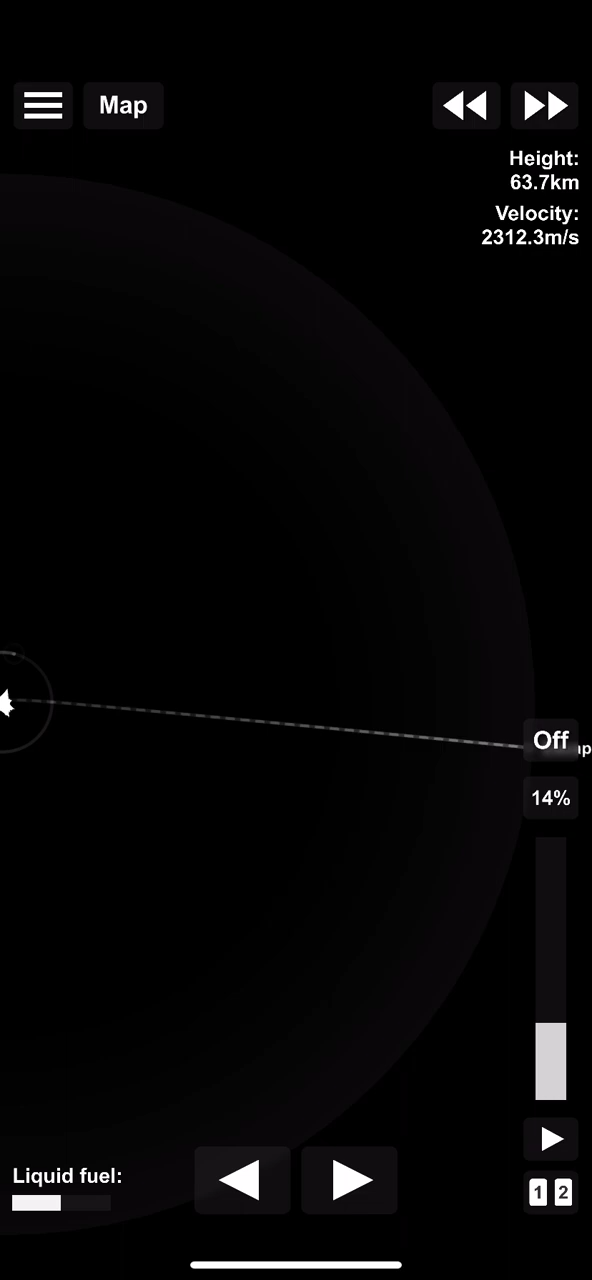 Map
Height:
63.7km
Velocity:
2312.3m/s
Off
14%
Liquid fuel:
1 2